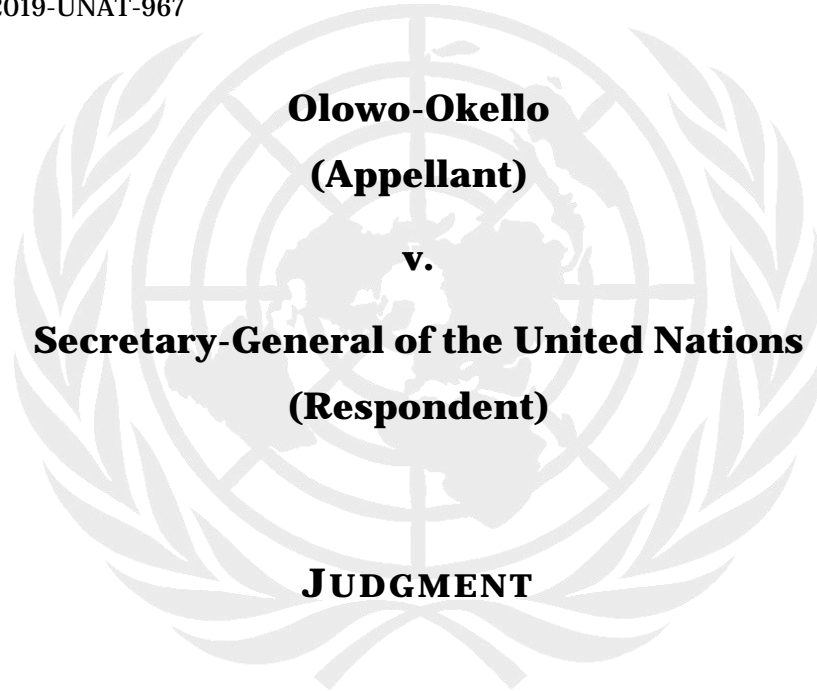 2019-UNAT-967
Olowo-Okello
(Appellant)
v.
Secretary-General of the United Nations
(Respondent)
JUDGMENT